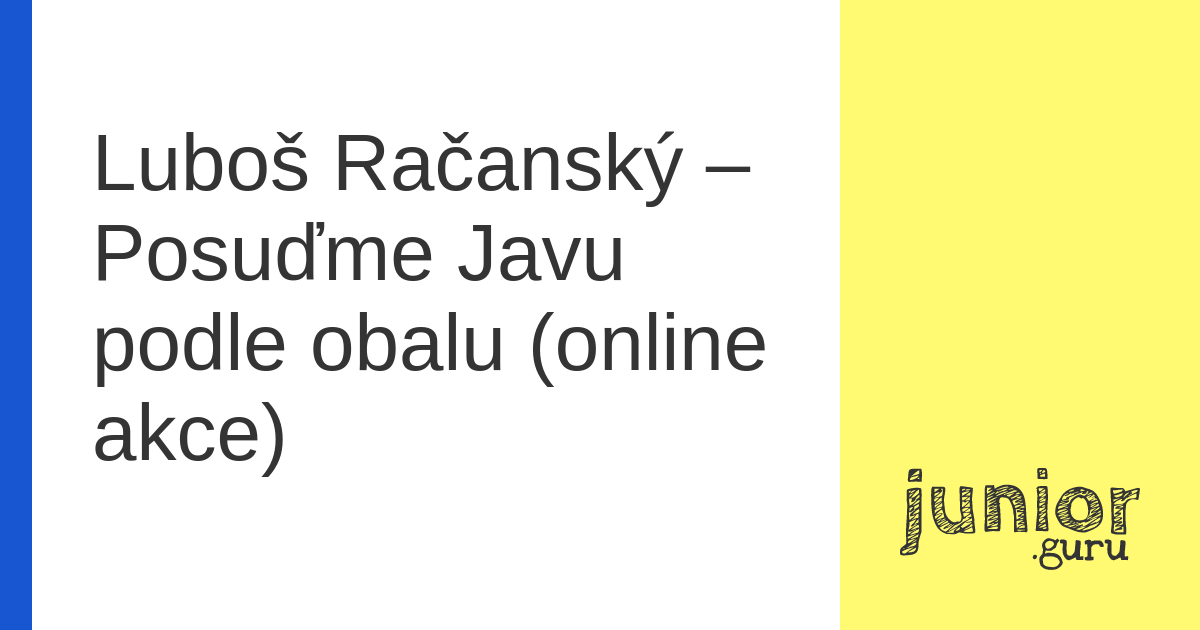 Luboš Račanský –
Posuďme Javu
podle obalu (online
akce)
junior
.guru